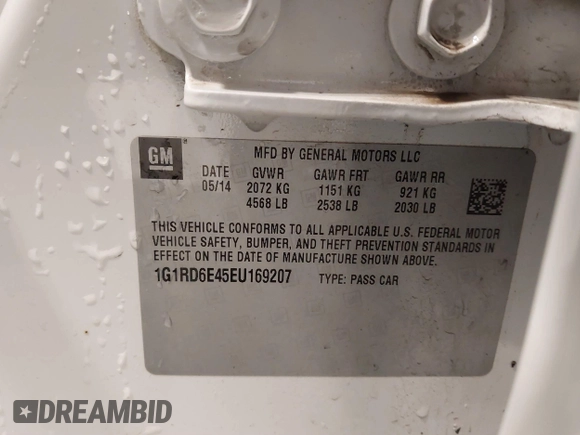 GM
MFD BY GENERAL MOTORS LLC
DATE GVWR GAWR FRT GAWR RR
05/14 2072 KG 1151 KG 921 KG
4568 LB 2538 LB 2030 LB
THIS VEHICLE CONFORMS TO ALL APPLICABLE U.S. FEDERAL MOTOR
VEHICLE SAFETY, BUMPER, AND THEFT PREVENTION STANDARDS IN
EFFECT ON THE DATE OF MANUFACTURE SHOWN ABOVE.
1G1RD6E45EU169207 TYPE: PASS CAR
DREAMBID